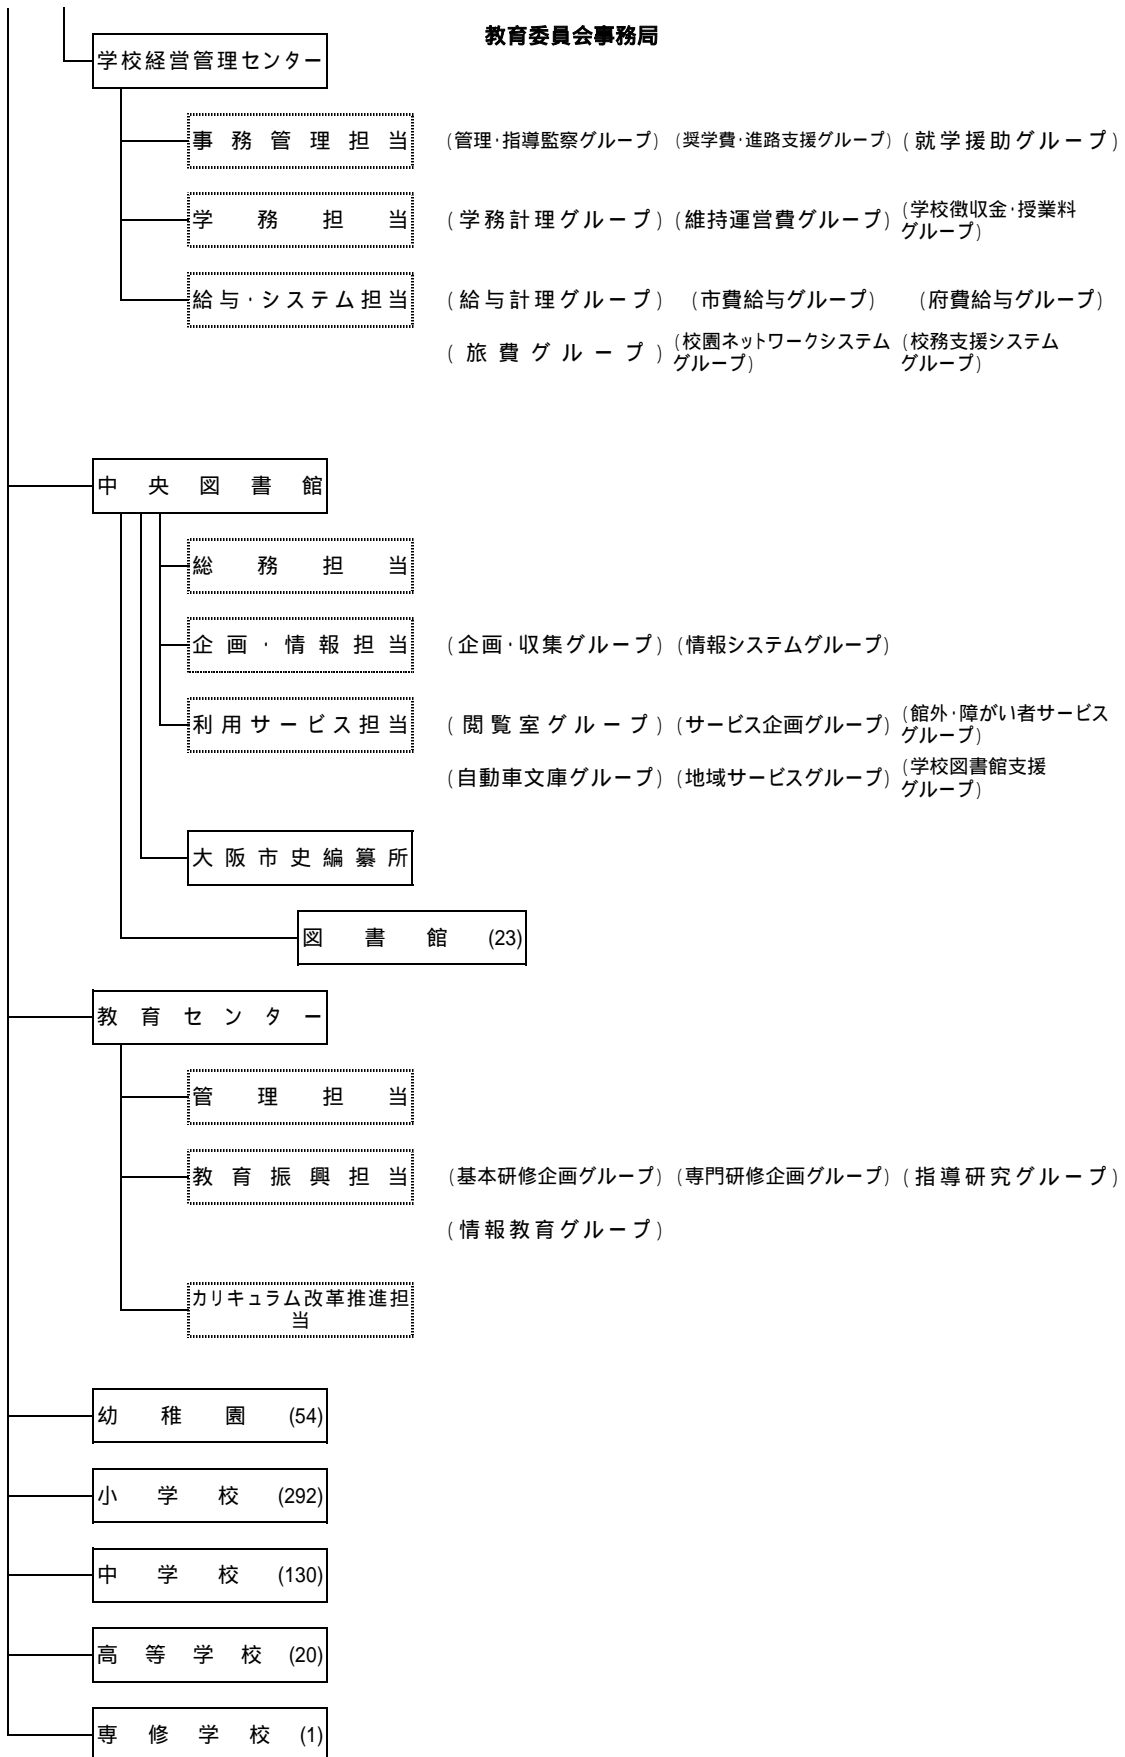 教育委員会事務局
学校経営管理センター
事務管理担当 (管理・指導監察グループ) (奨学費・進路支援グループ) (就学援助グループ)
学務担当 (学務計理グループ) (維持運営費グループ) (学校徴収金・授業料
グループ)
給与・システム担当 (給与計理グループ) (市費給与グループ) (府費給与グループ)
(旅費グループ) (校園ネットワークシステム
グループ)
(校務支援システム
グループ)
中央図書館
総務担当
企画・情報担当 (企画・収集グループ) (情報システムグループ)
利用サービス担当 (閲覧室グループ) (サービス企画グループ) (館外・障がい者サービス
グループ)
(自動車文庫グループ) (地域サービスグループ) (学校図書館支援
グループ)
大阪市史編纂所
図書館 (23)
教育センター
管理担当
教育振興担当 (基本研修企画グループ) (専門研修企画グループ) (指導研究グループ)
(情報教育グループ)
カリキュラム改革推進担
当
幼稚園 (54)
小学校 (292)
中学校 (130)
高等学校 (20)
専修学校 (1)